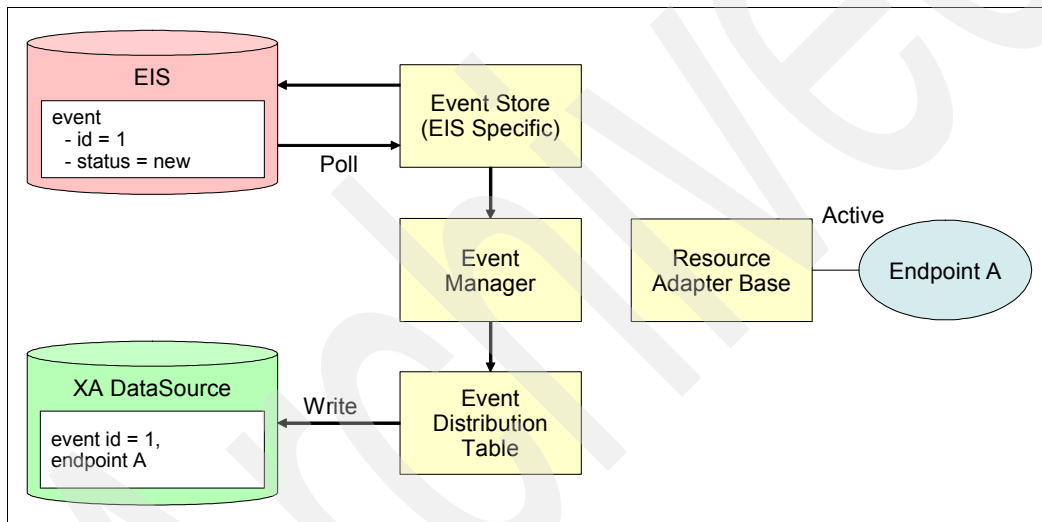 EIS
event
- id = 1
- status = new
Poll
Event Store
(EIS Specific)
Event
Manager
Active
Resource
Adapter Base
Endpoint A
XA DataSource
event id = 1,
endpoint A
Write
Event
Distribution
Table